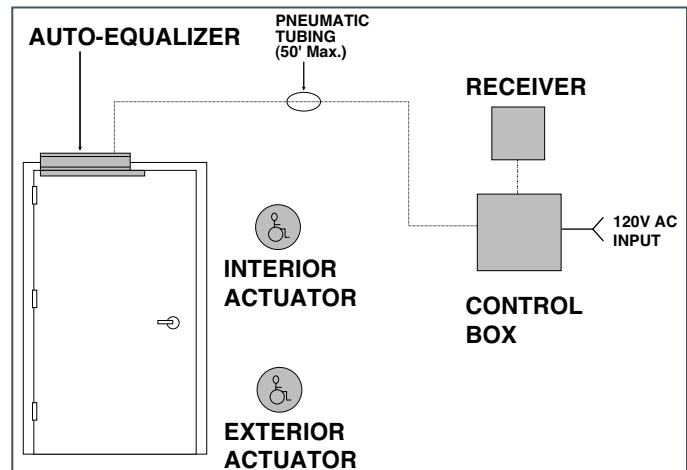 AUTO-EQUALIZER
PNEUMATIC
TUBING
(50' Max.)
RECEIVER
120V AC
INPUT
INTERIOR
ACTUATOR
CONTROL
BOX
EXTERIOR
ACTUATOR